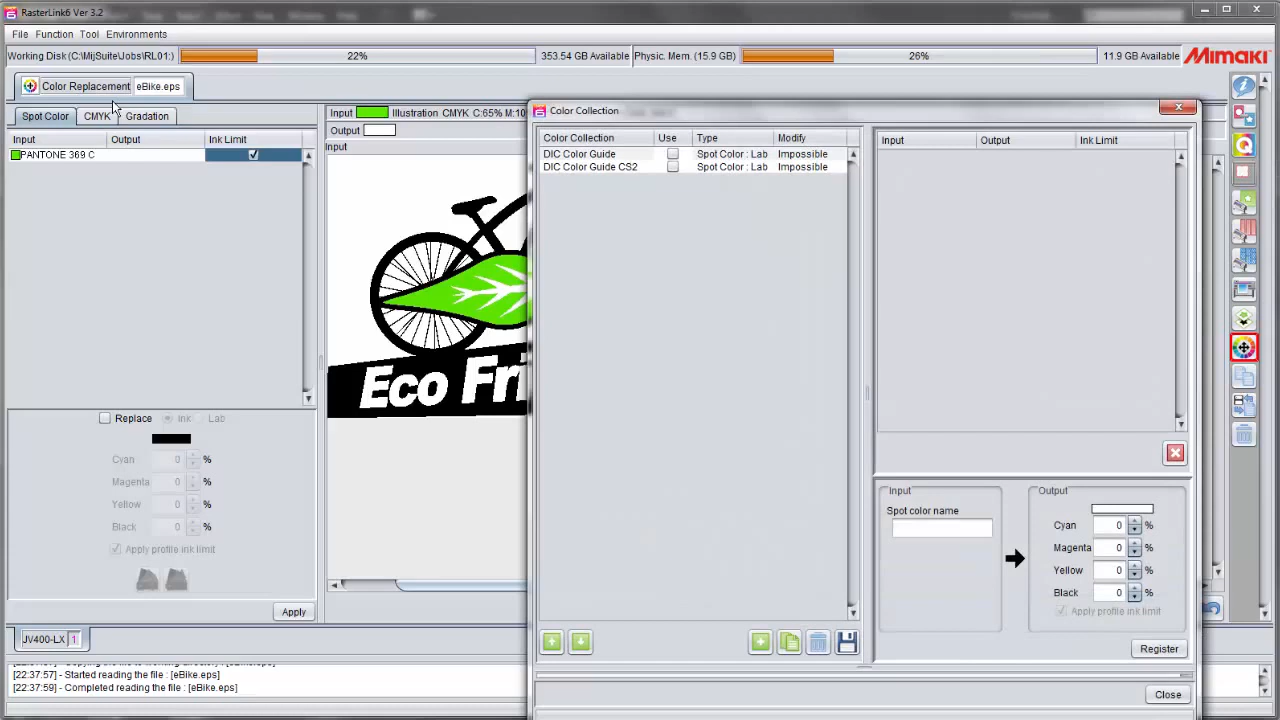 RasterLink6 Ver 3.2
File Function Tool Environments
Working Disk (C:\MijSuite\Jobs\RL01:) 22% 353.54 GB Available Physic. Mem. (15.9 GB) 26% 11.9 GB Available Mimaki
Color Replacement eBike.eps
Spot Color CMYK Gradation
Input Output Ink Limit
PANTONE 369 C
Replace Ink Lab
Cyan 0 %
Magenta 0 %
Yellow 0 %
Black 0 %
Apply profile ink limit
Apply
Input Illustration CMYK C:65% M:10
Output
Input
Eco Fri
Color Collection
Color Collection Use Type Modify
DIC Color Guide Spot Color : Lab Impossible
DIC Color Guide CS2 Spot Color : Lab Impossible
Input Output Ink Limit
Input
Spot color name
Output
Cyan 0 %
Magenta 0 %
Yellow 0 %
Black 0 %
Apply profile ink limit
Register
Close
JV400-LX 1
[22:37:57] - Started reading the file : [eBike.eps]
[22:37:59] - Completed reading the file : [eBike.eps]